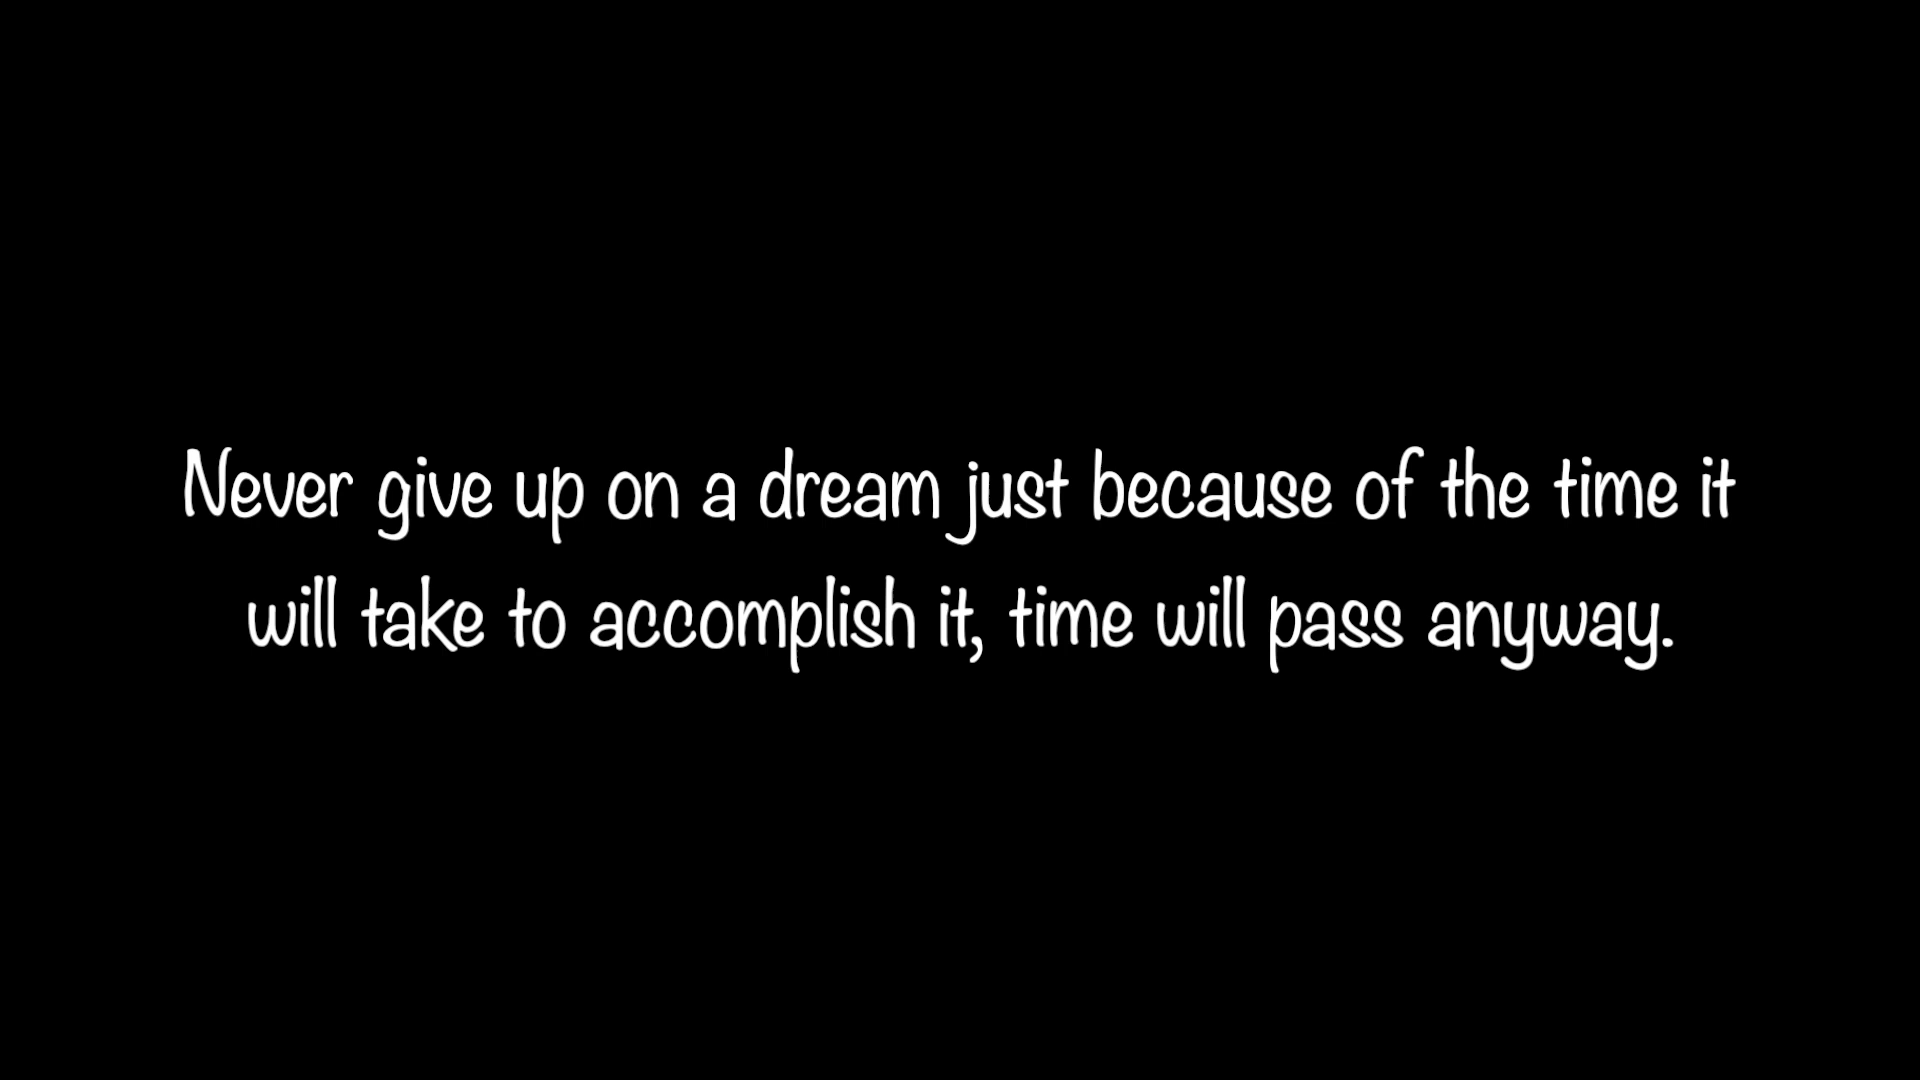 Never give up on a dream just because of the time it
will take to accomplish it, time will pass anyway.